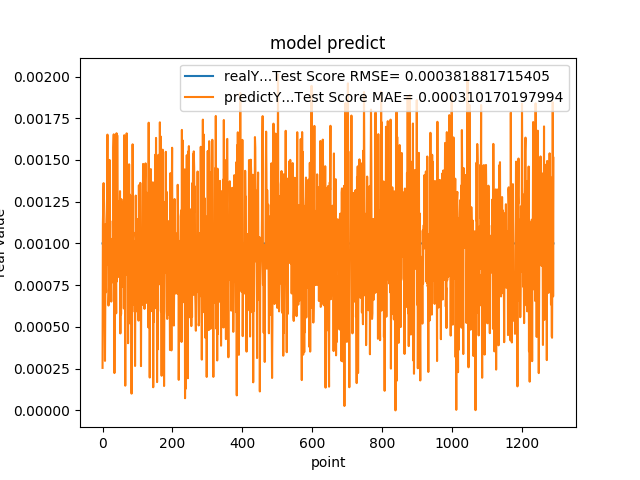 model predict
realY...Test Score RMSE= 0.000381881715405
predictY...Test Score MAE= 0.000310170197994
0.00200
0.00175
0.00150
0.00125
0.00100
0.00075
0.00050
0.00025
0.00000
real value
0 200 400 600 800 1000 1200
point